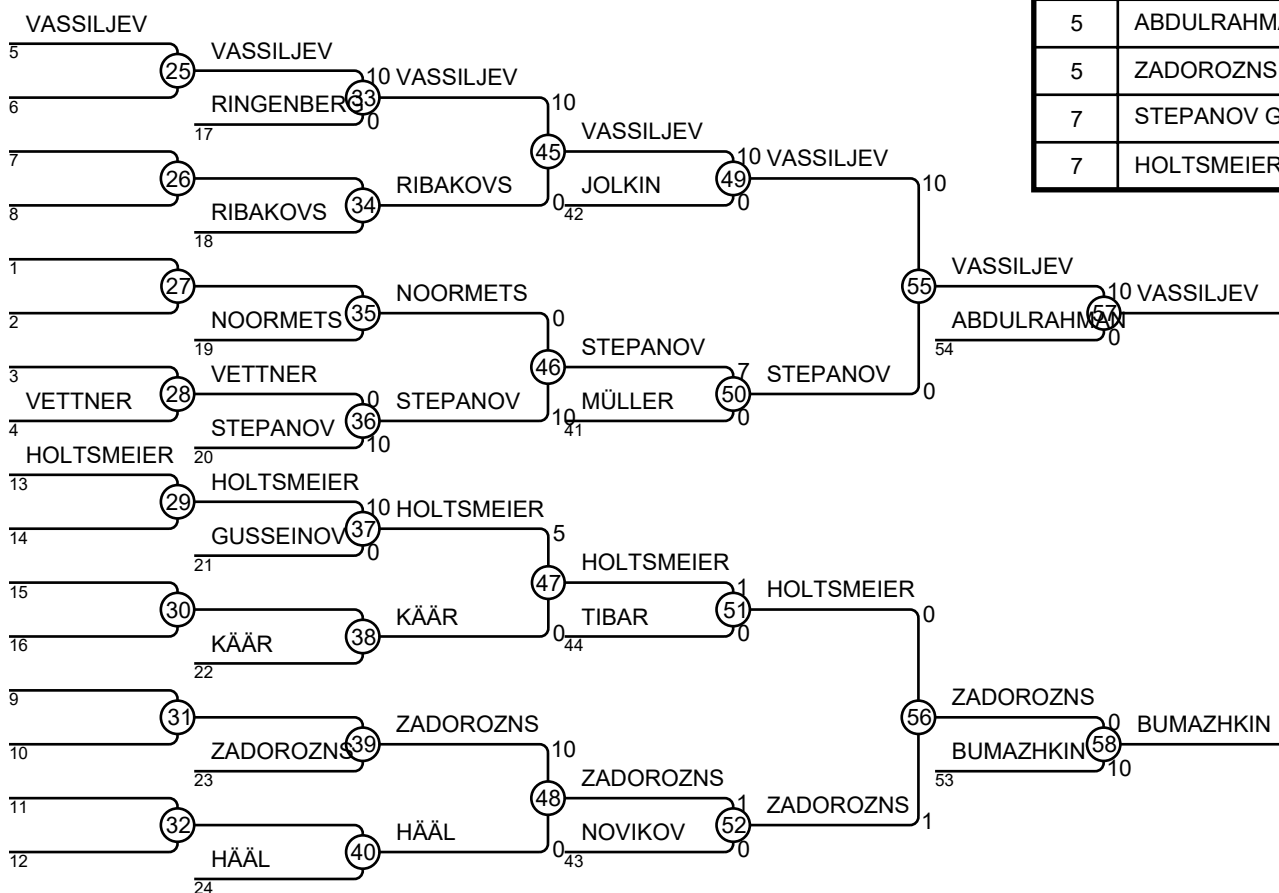 VASSILJEV
5 ABDULRAHMA
5
25
VASSILJEV
6
10 VASSILJEV
5 ZADOROZNS
RINGENBERG 33
17
0
10
7 STEPANOV G
7
45
VASSILJEV
26
10 VASSILJEV
7 HOLTSMEIER
8
RIBAKOVS
JOLKIN
49
10
RIBAKOVS
34
0
42
0
18
1
27
NOORMETS
55
VASSILJEV
2
NOORMETS
35
0
10 VASSILJEV
19
ABDULRAHMAN 57
54
0
3
VETTNER
46
STEPANOV
7
STEPANOV
VETTNER
28
0
STEPANOV
MÜLLER
50
0
4
STEPANOV
36
10
41
0
20
10
HOLTSMEIER
13
29
HOLTSMEIER
10 HOLTSMEIER
14
GUSSEINOV
37
5
21
0
15
47
HOLTSMEIER
1
HOLTSMEIER
30
KÄÄR
TIBAR
51
0
16
KÄÄR
38
0
44
0
22
9
31
ZADOROZNS
56
ZADOROZNS
0
BUMAZHKIN
10
ZADOROZNS
39
10
BUMAZHKIN
58
23
53
10
11
48
ZADOROZNS
1
ZADOROZNS
32
HÄÄL
NOVIKOV
52
1
12
HÄÄL
40
0
43
0
24